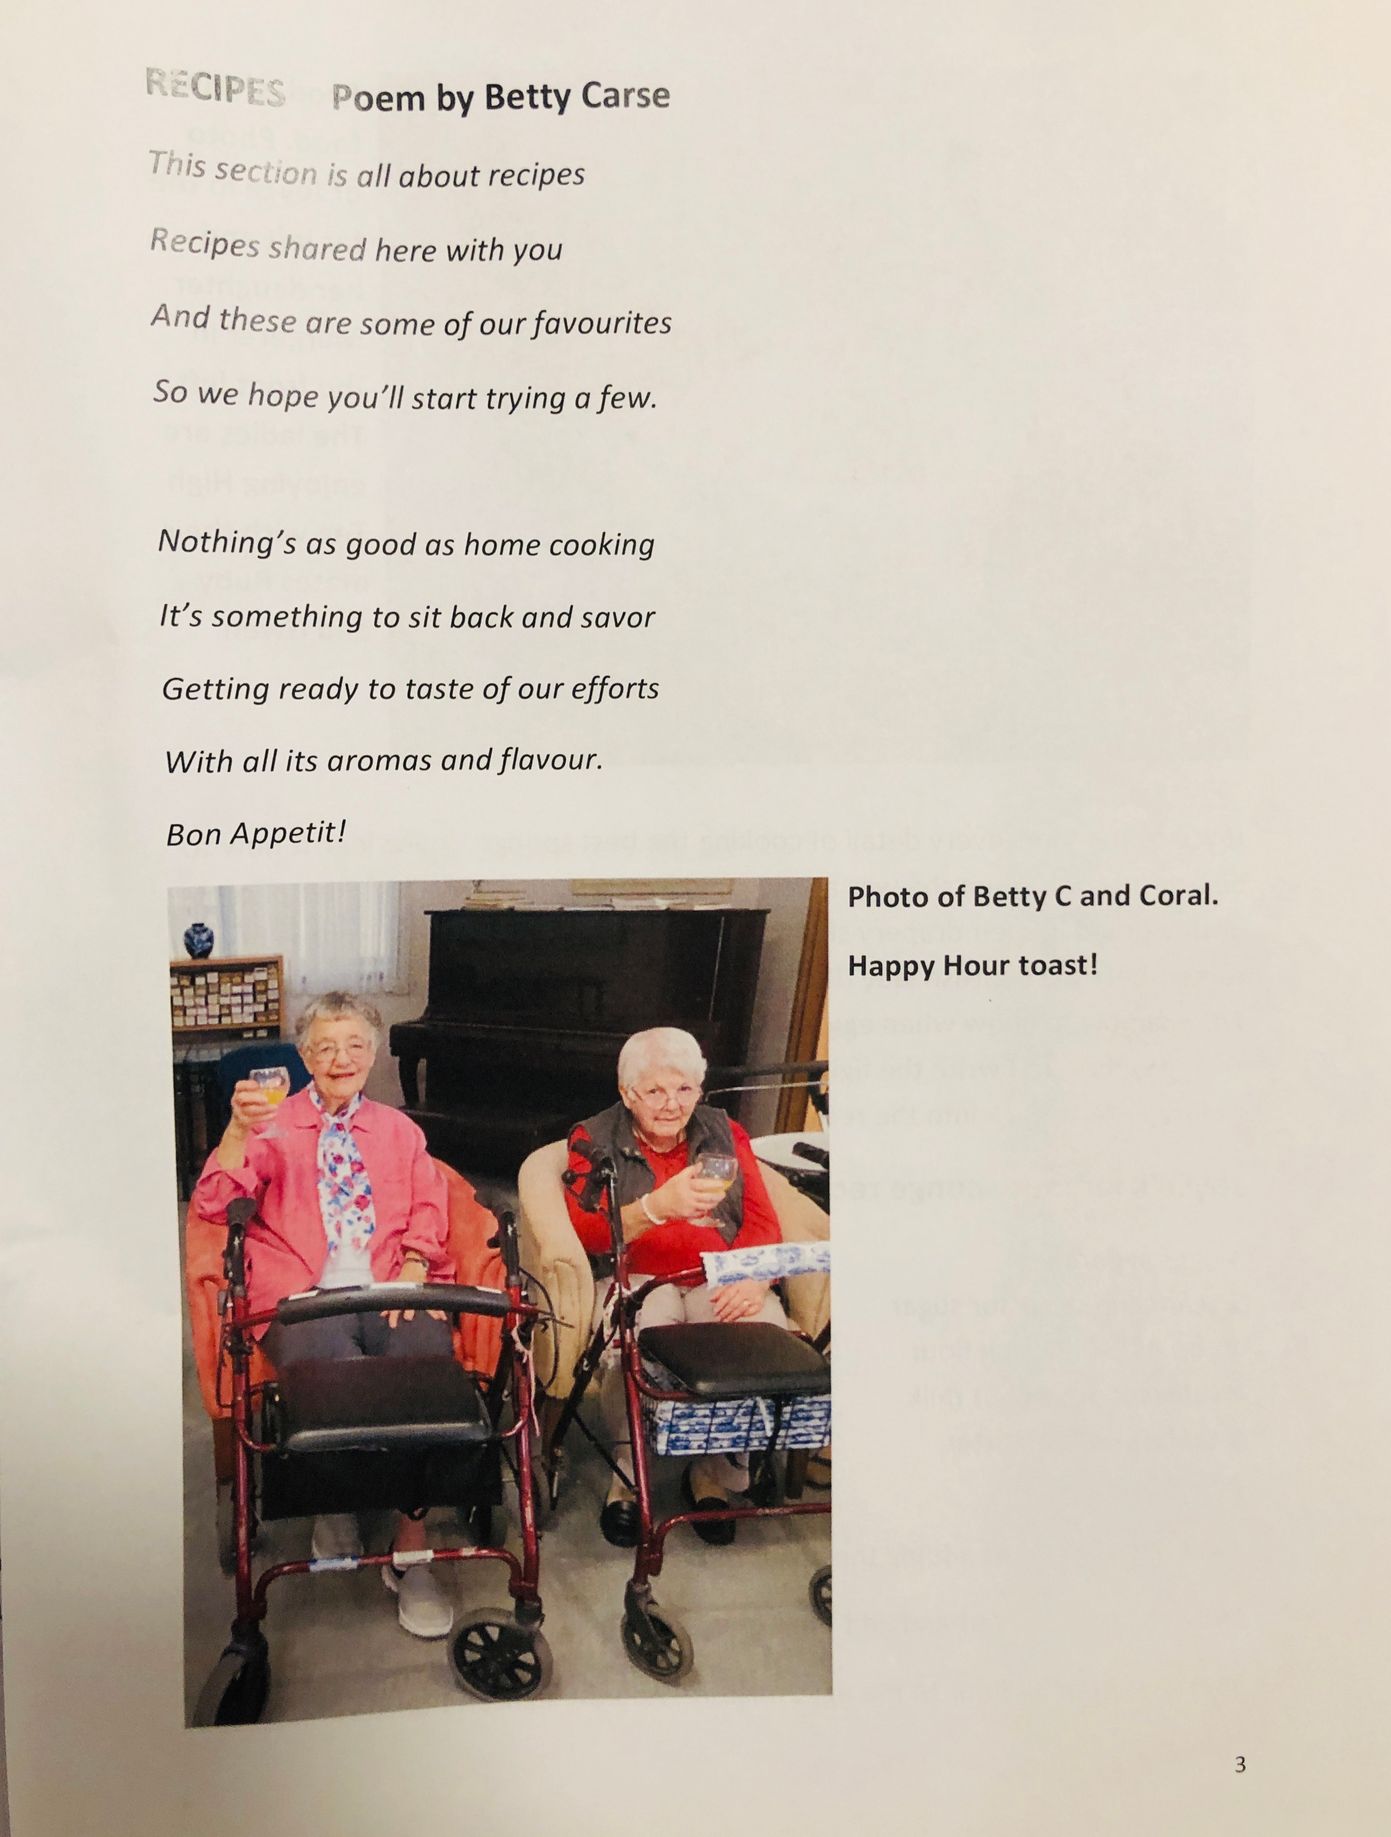 RECIPES Poem by Betty Carse
This section is all about recipes
Recipes shared here with you
And these are some of our favourites
So we hope you'll start trying a few.
Nothing's as good as home cooking
It's something to sit back and savor
Getting ready to taste of our efforts
With all its aromas and flavour.
Bon Appetit!
Photo of Betty C and Coral.
Happy Hour toast!
3